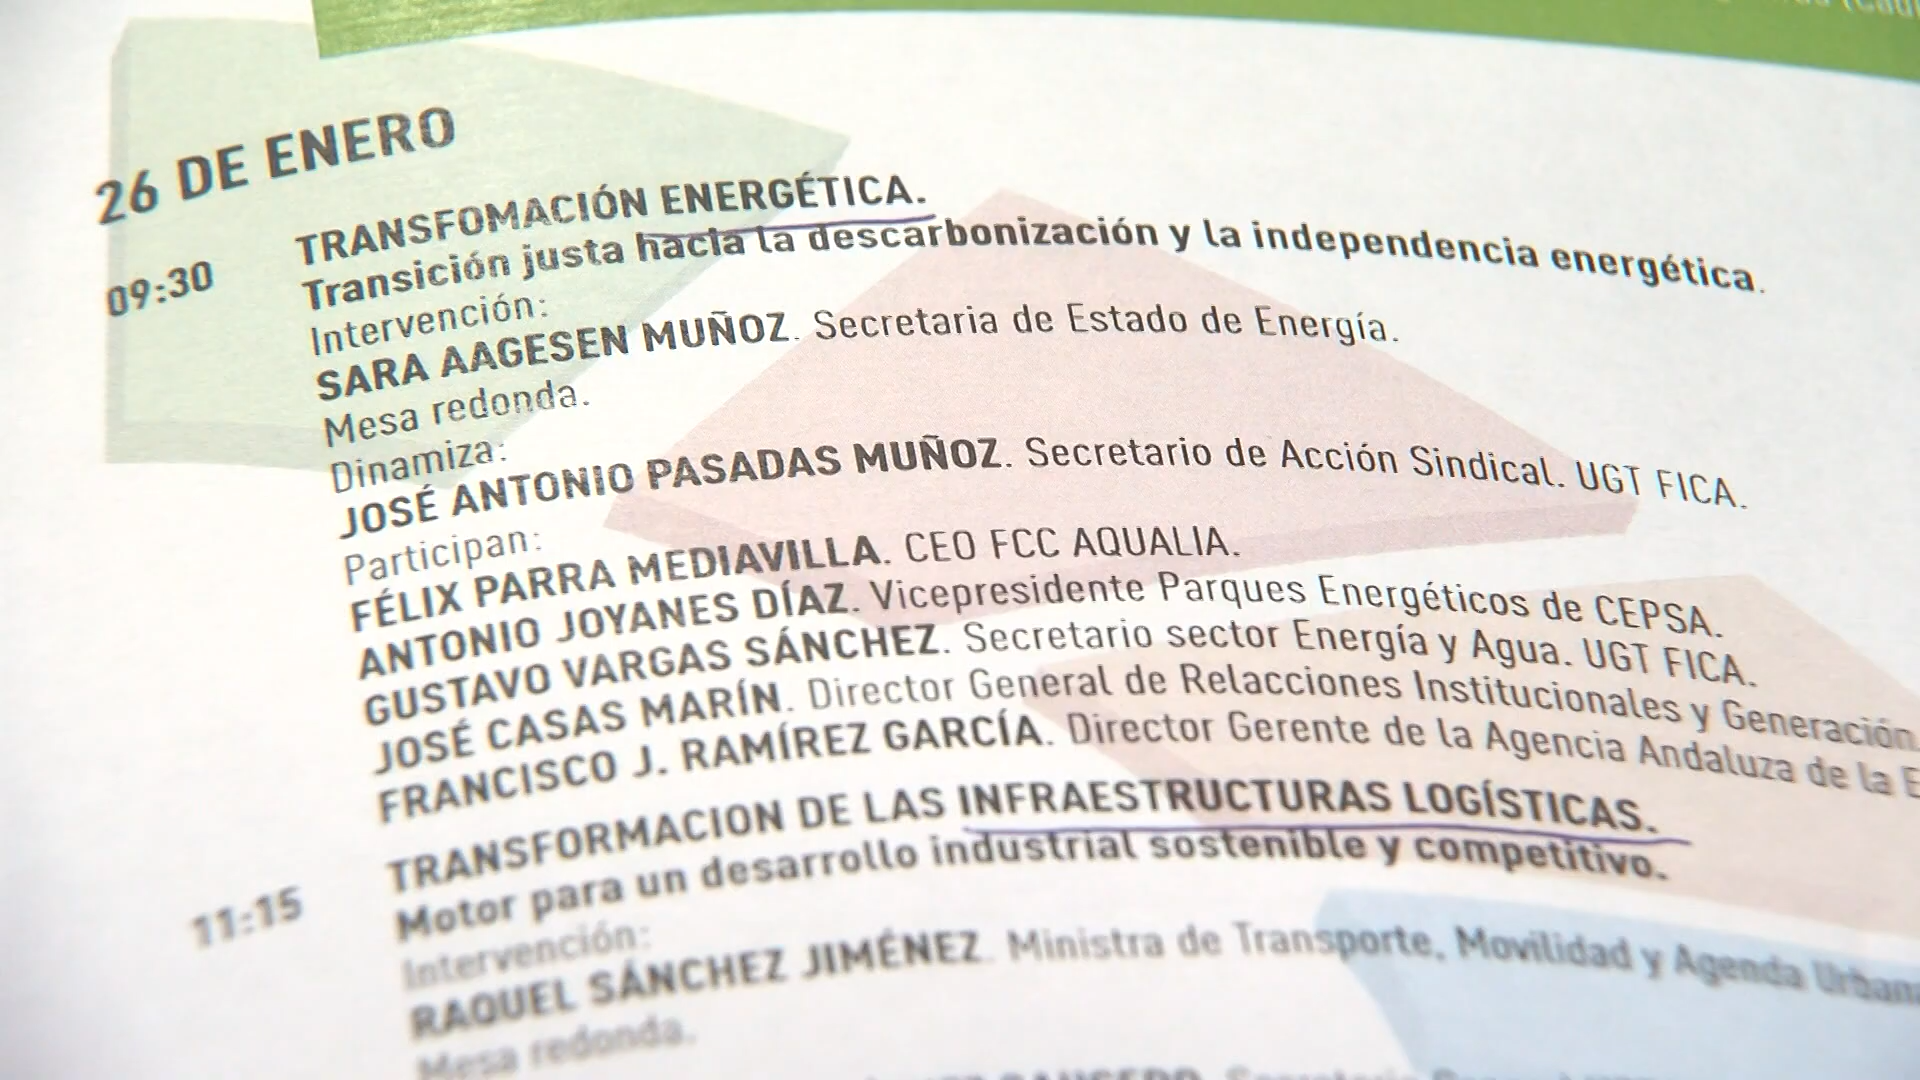 26 DE ENERO
09:30 TRANSFOMACIÓN ENERGÉTICA.
Transición justa hacia la descarbonización y la independencia energética.
Intervención:
SARA AAGESEN MUÑOZ. Secretaria de Estado de Energía.
Mesa redonda.
Dinamiza:
JOSÉ ANTONIO PASADAS MUÑOZ. Secretario de Acción Sindical. UGT FICA.
Participan:
FÉLIX PARRA MEDIAVILLA. CEO FCC AQUALIA.
ANTONIO JOYANES DÍAZ. Vicepresidente Parques Energéticos de CEPSA.
GUSTAVO VARGAS SÁNCHEZ. Secretario sector Energía y Agua. UGT FICA.
JOSÉ CASAS MARÍN. Director General de Relacciones Institucionales y Generación
FRANCISCO J. RAMÍREZ GARCÍA. Director Gerente de la Agencia Andaluza de la E
11:15 TRANSFORMACION DE LAS INFRAESTRUCTURAS LOGÍSTICAS.
Motor para un desarrollo industrial sostenible y competitivo.
Intervención:
RAQUEL SÁNCHEZ JIMÉNEZ. Ministra de Transporte, Movilidad y Agenda Urbana
Mesa redonda.